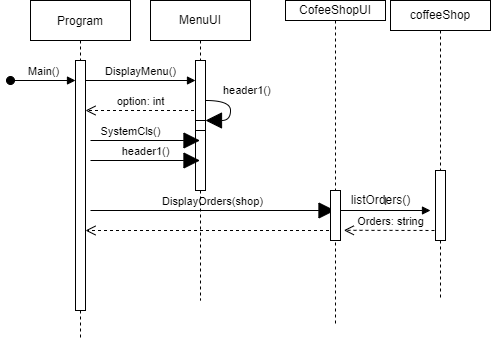 Program
MenuUI
CofeeShopUI
coffeeShop
Main()
DisplayMenu()
header1()
option: int
SystemCls()
header1()
DisplayOrders(shop)
listOrders()
Orders: string